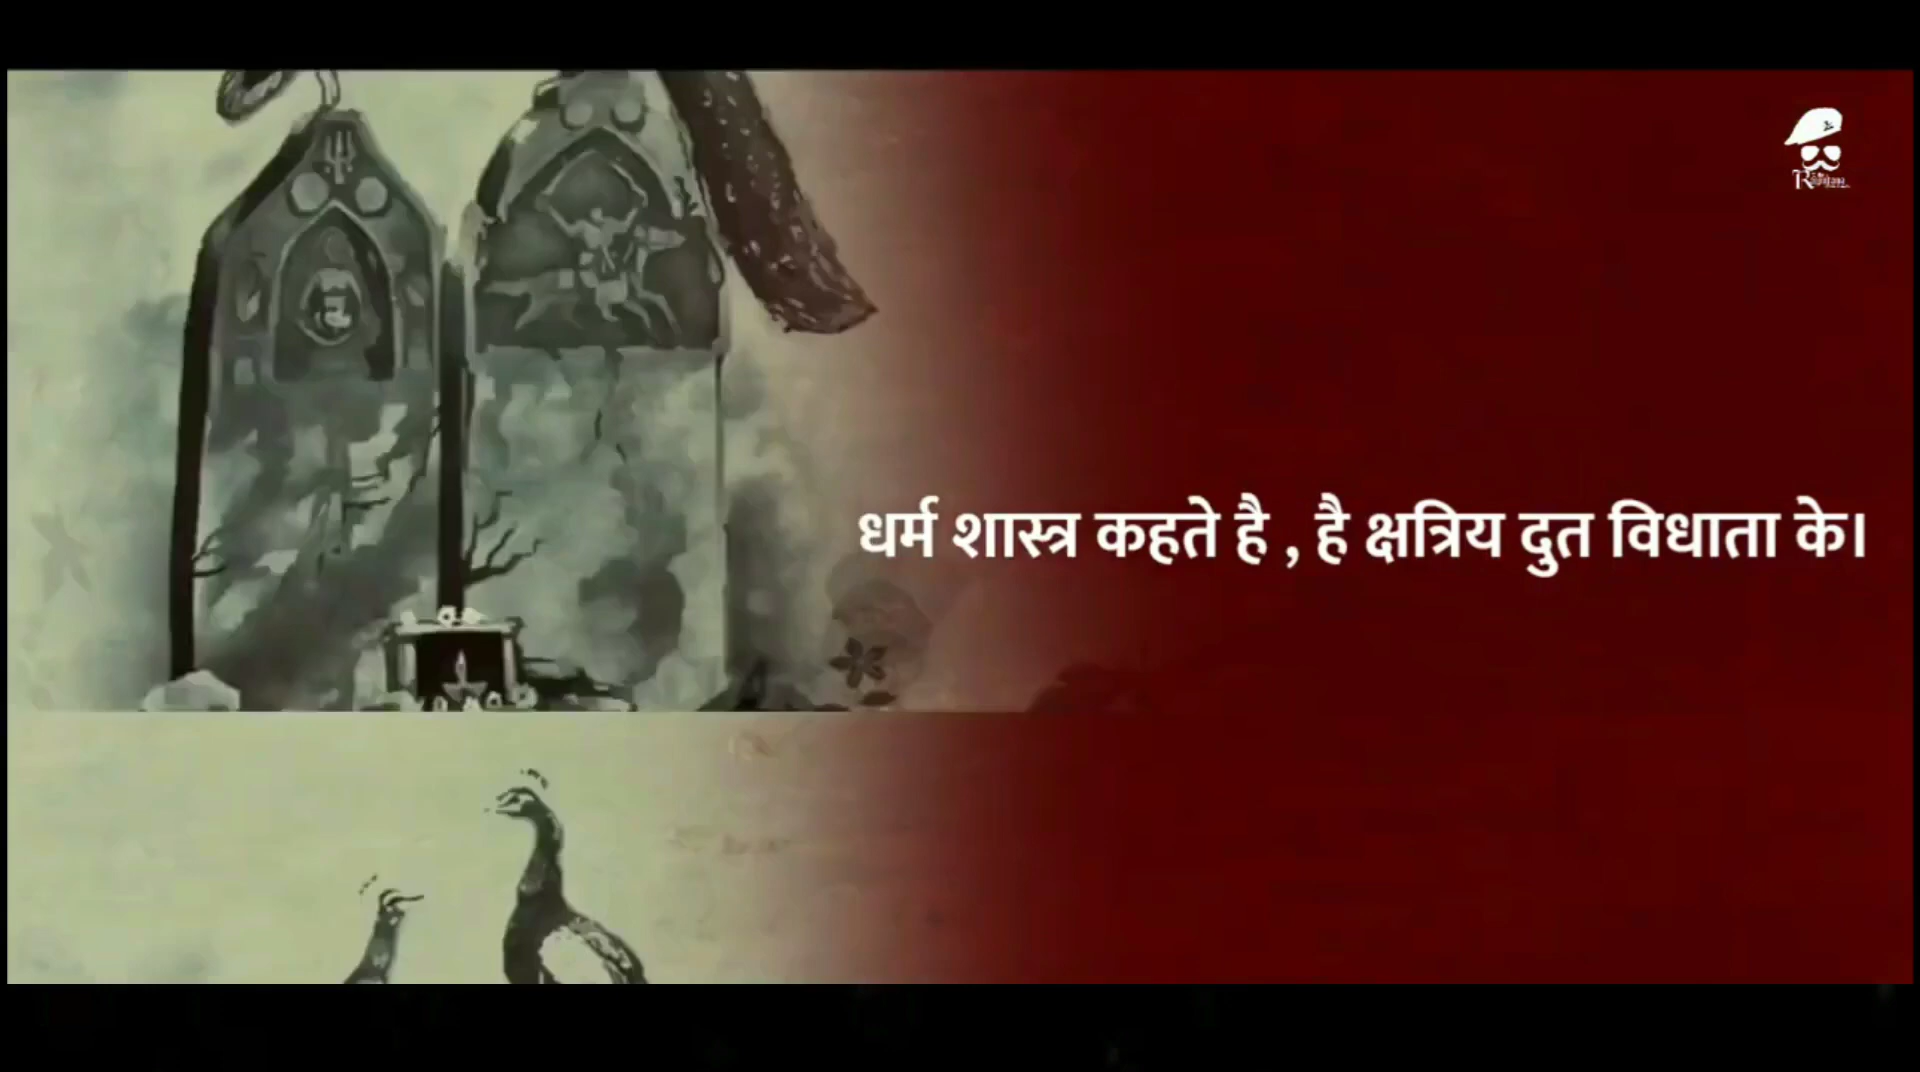 धर्म शास्त्र कहते है , है क्षत्रिय दुत विधाता के।